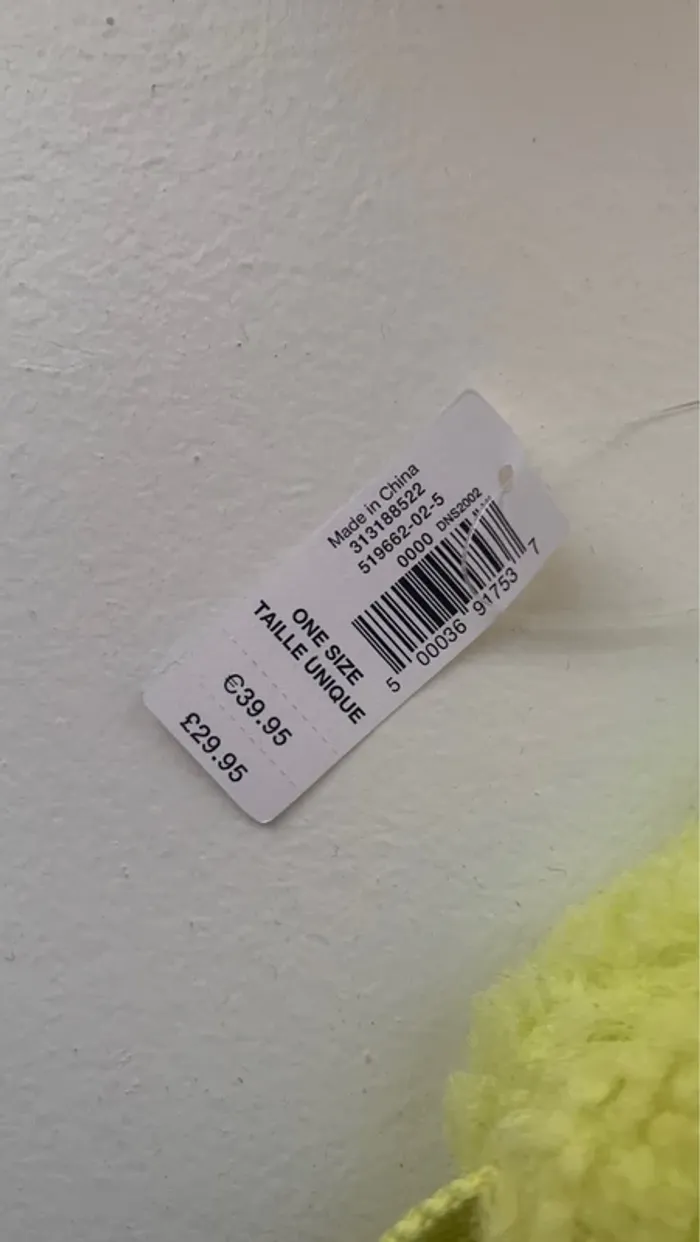 Made in China
313188522
519662-02-5
0000 DNS2002
5 00036 91753 7
ONE SIZE
TAILLE UNIQUE
€39.95
£29.95